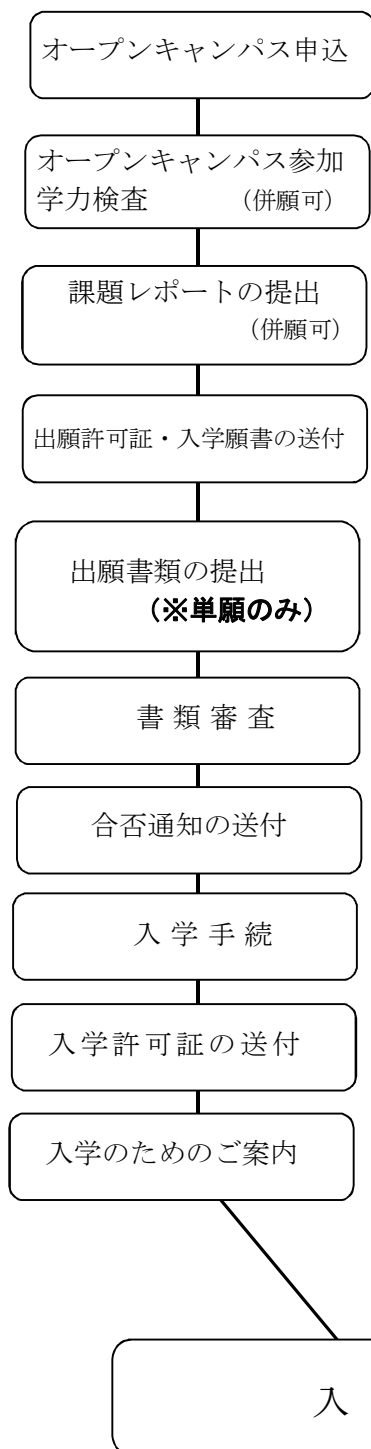 オープンキャンパス申込
オープンキャンパス参加
学力検査 （併願可）
課題レポートの提出
（併願可）
出願許可証・入学願書の送付
出願書類の提出
（※単願のみ）
書 類 審 査
合否通知の送付
入 学 手 続
入学許可証の送付
入学のためのご案内
入